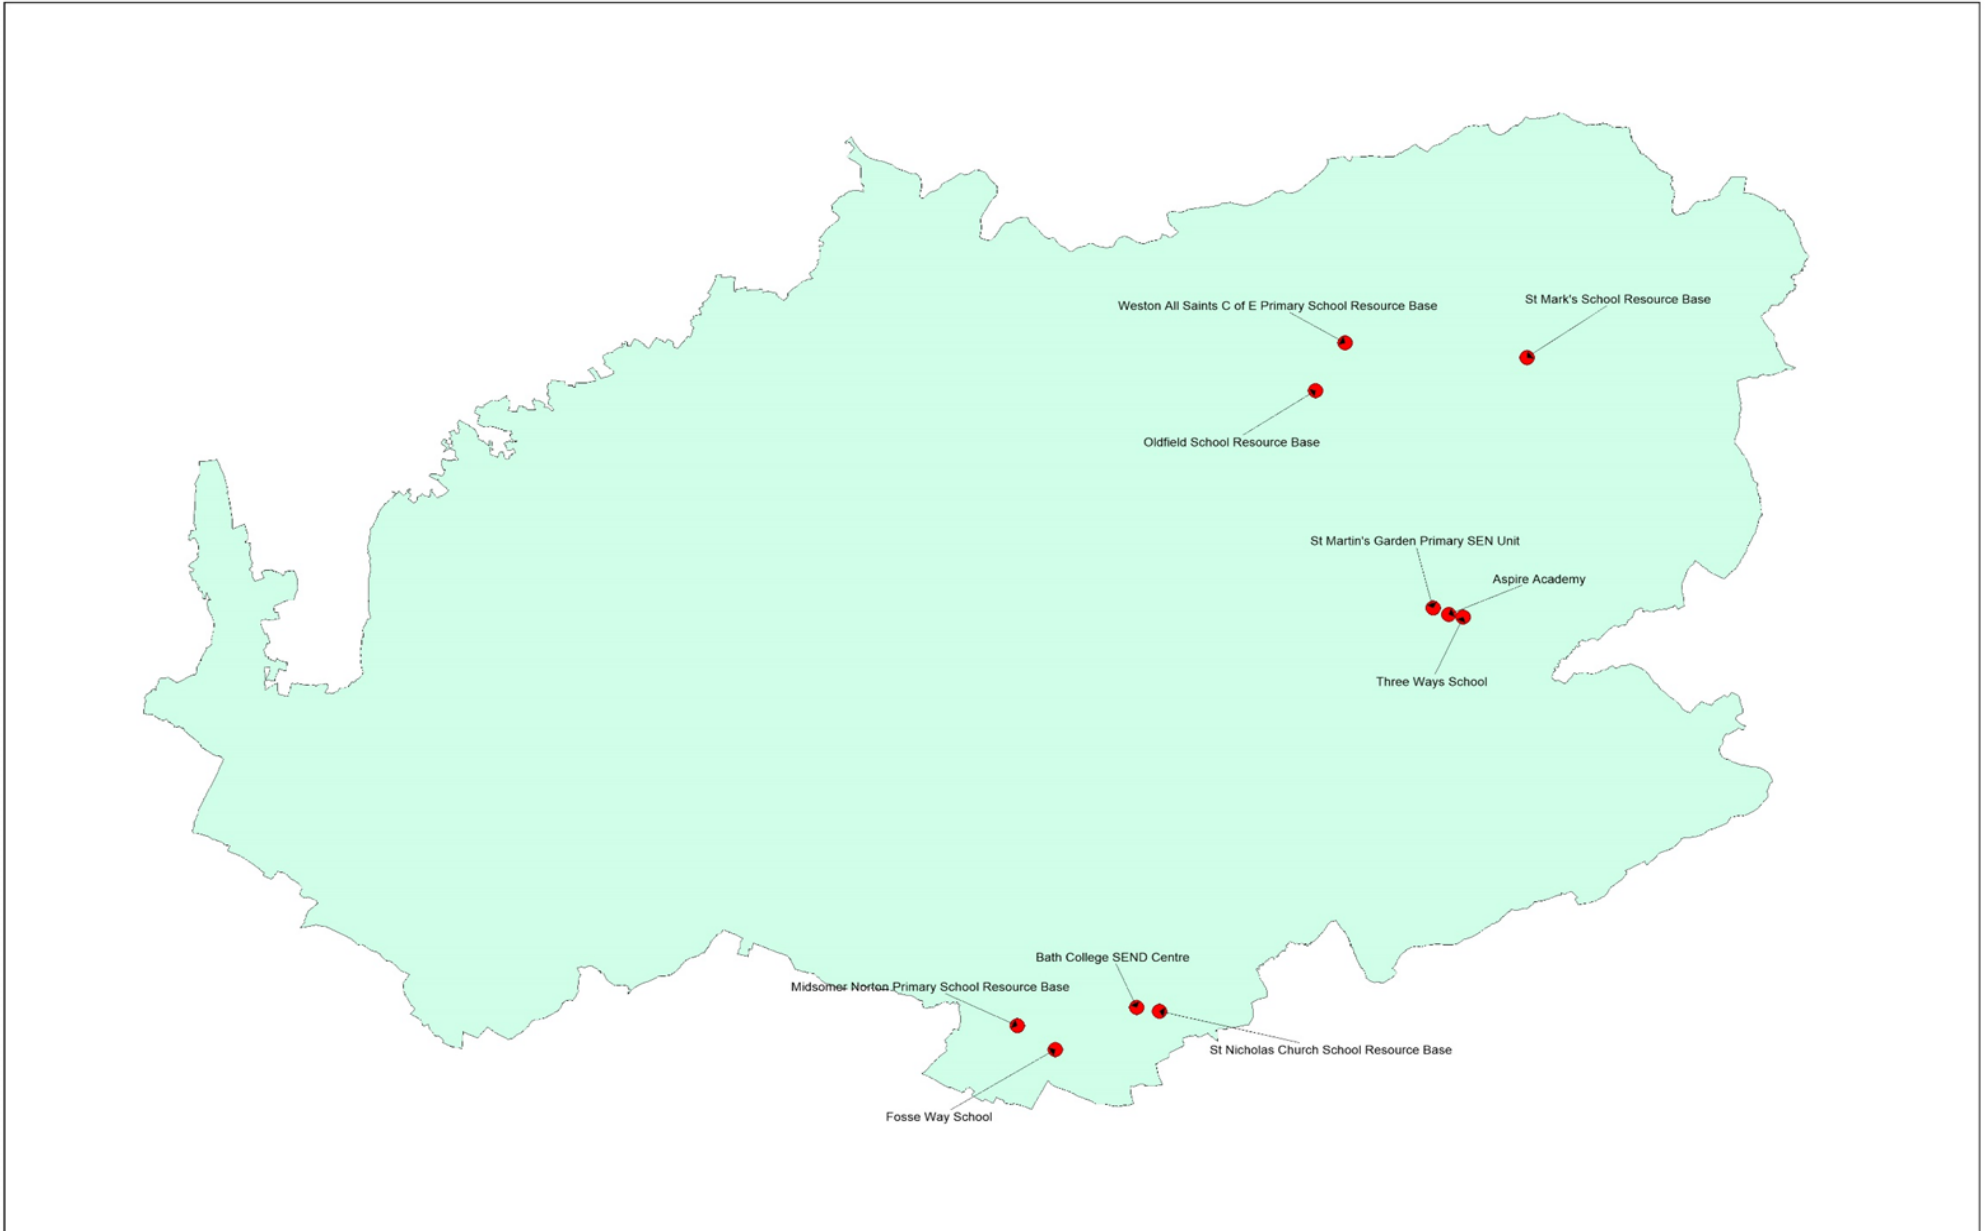 St Mark's School Resource Base
Weston All Saints C of E Primary School Resource Base
Oldfield School Resource Base
St Martin's Garden Primary SEN Unit
Aspire Academy
Three Ways School
Bath College SEND Centre
Midsomer Norton Primary School Resource Base
St Nicholas Church School Resource Base
Fosse Way School